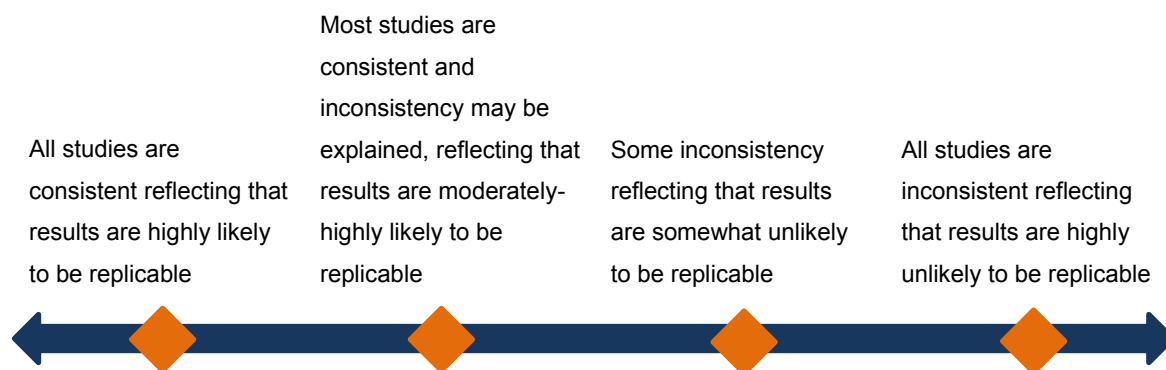 All studies are
consistent reflecting that
results are highly likely
to be replicable
Most studies are
consistent and
inconsistency may be
explained, reflecting that
results are moderately-
highly likely to be
replicable
Some inconsistency
reflecting that results
are somewhat unlikely
to be replicable
All studies are
inconsistent reflecting
that results are highly
unlikely to be replicable